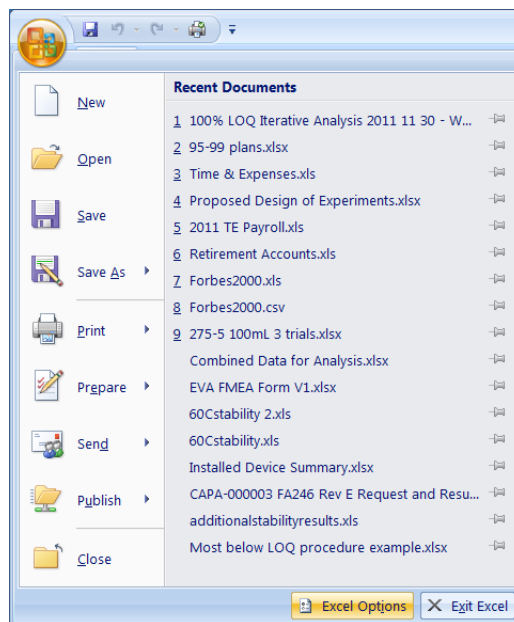 New
Open
Save
Save As
Print
Prepare
Send
Publish
Close
Recent Documents
1 100% LOQ Iterative Analysis 2011 11 30 - W...
2 95-99 plans.xlsx
3 Time & Expenses.xls
4 Proposed Design of Experiments.xlsx
5 2011 TE Payroll.xls
6 Retirement Accounts.xls
7 Forbes2000.xls
8 Forbes2000.csv
9 275-5 100mL 3 trials.xlsx
Combined Data for Analysis.xlsx
EVA FMEA Form V1.xlsx
60Cstability 2.xls
60Cstability.xls
Installed Device Summary.xlsx
CAPA-000003 FA246 Rev E Request and Resu...
additionalstabilityresults.xls
Most below LOQ procedure example.xlsx
Excel Options
Exit Excel